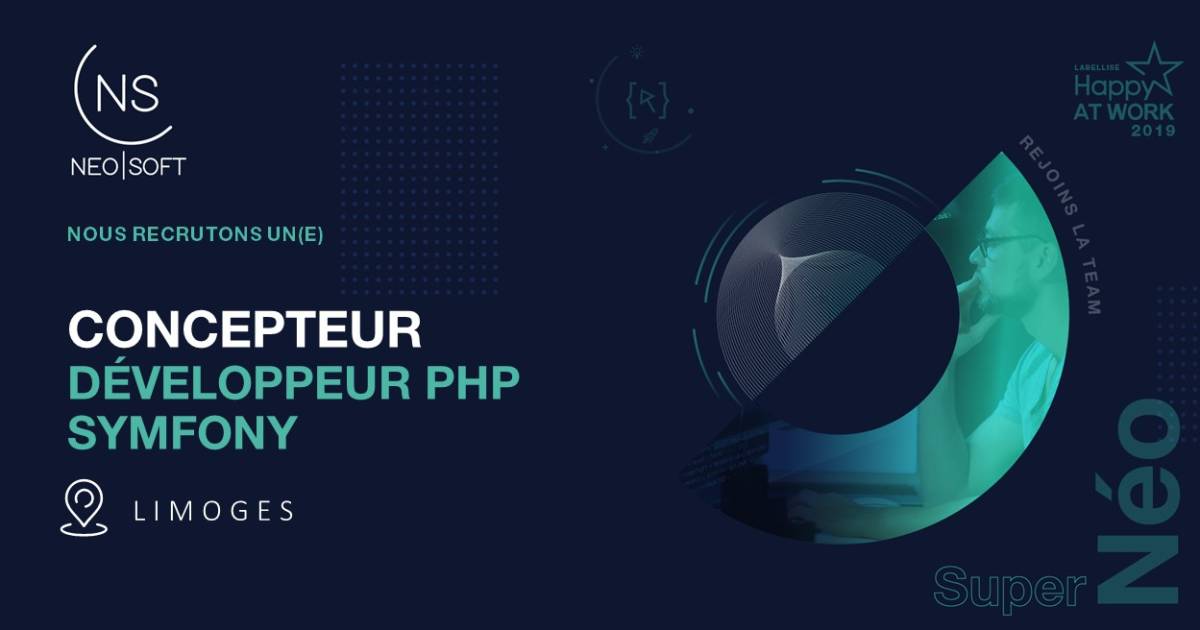 NS
NEO|SOFT
NOUS RECRUTONS UN(E)
CONCEPTEUR
DÉVELOPPEUR PHP
SYMFONY
LIMOGES
LABELLISE
Happy
AT WORK
2019
REJOINS LA TEAM
Super
Néo